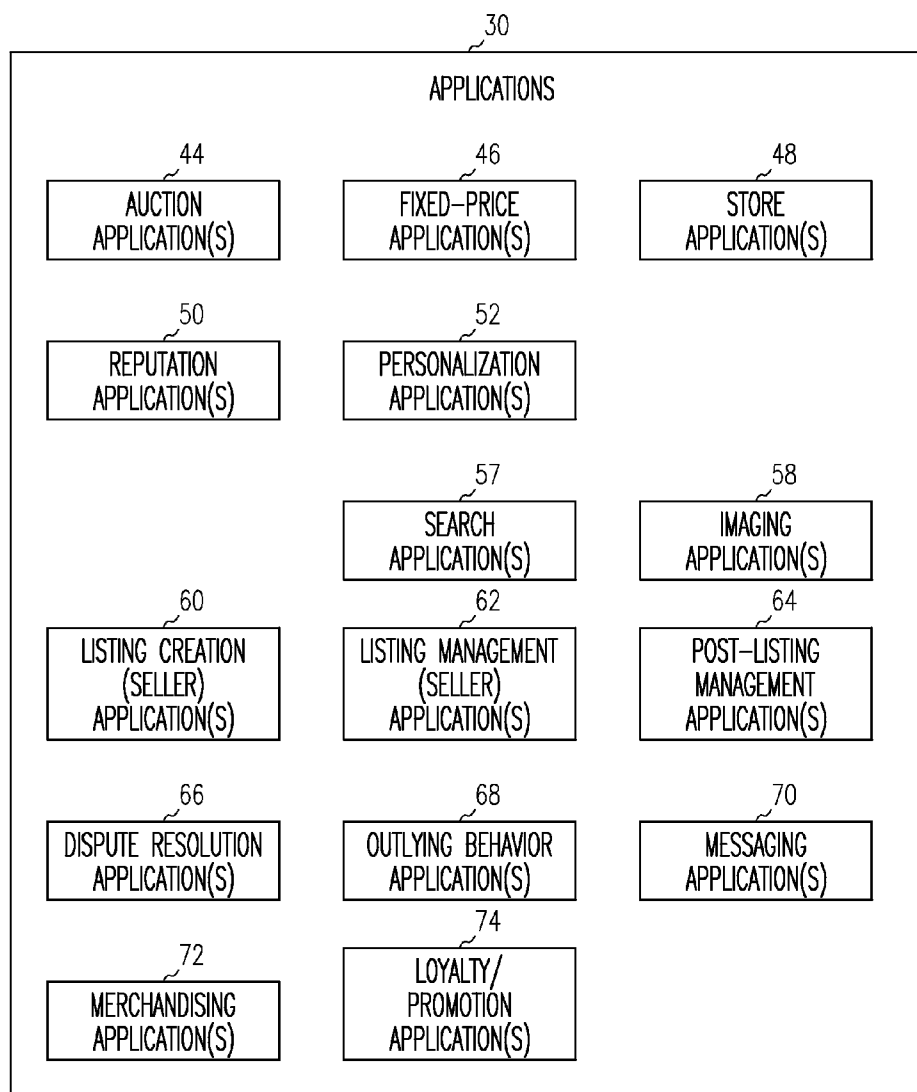 30
APPLICATIONS
44
AUCTION
APPLICATION(S)
46
FIXED-PRICE
APPLICATION(S)
48
STORE
APPLICATION(S)
50
REPUTATION
APPLICATION(S)
52
PERSONALIZATION
APPLICATION(S)
57
SEARCH
APPLICATION(S)
58
IMAGING
APPLICATION(S)
60
LISTING CREATION
(SELLER)
APPLICATION(S)
62
LISTING MANAGEMENT
(SELLER)
APPLICATION(S)
64
POST-LISTING
MANAGEMENT
APPLICATION(S)
66
DISPUTE RESOLUTION
APPLICATION(S)
68
OUTLYING BEHAVIOR
APPLICATION(S)
70
MESSAGING
APPLICATION(S)
72
MERCHANDISING
APPLICATION(S)
74
LOYALTY/
PROMOTION
APPLICATION(S)